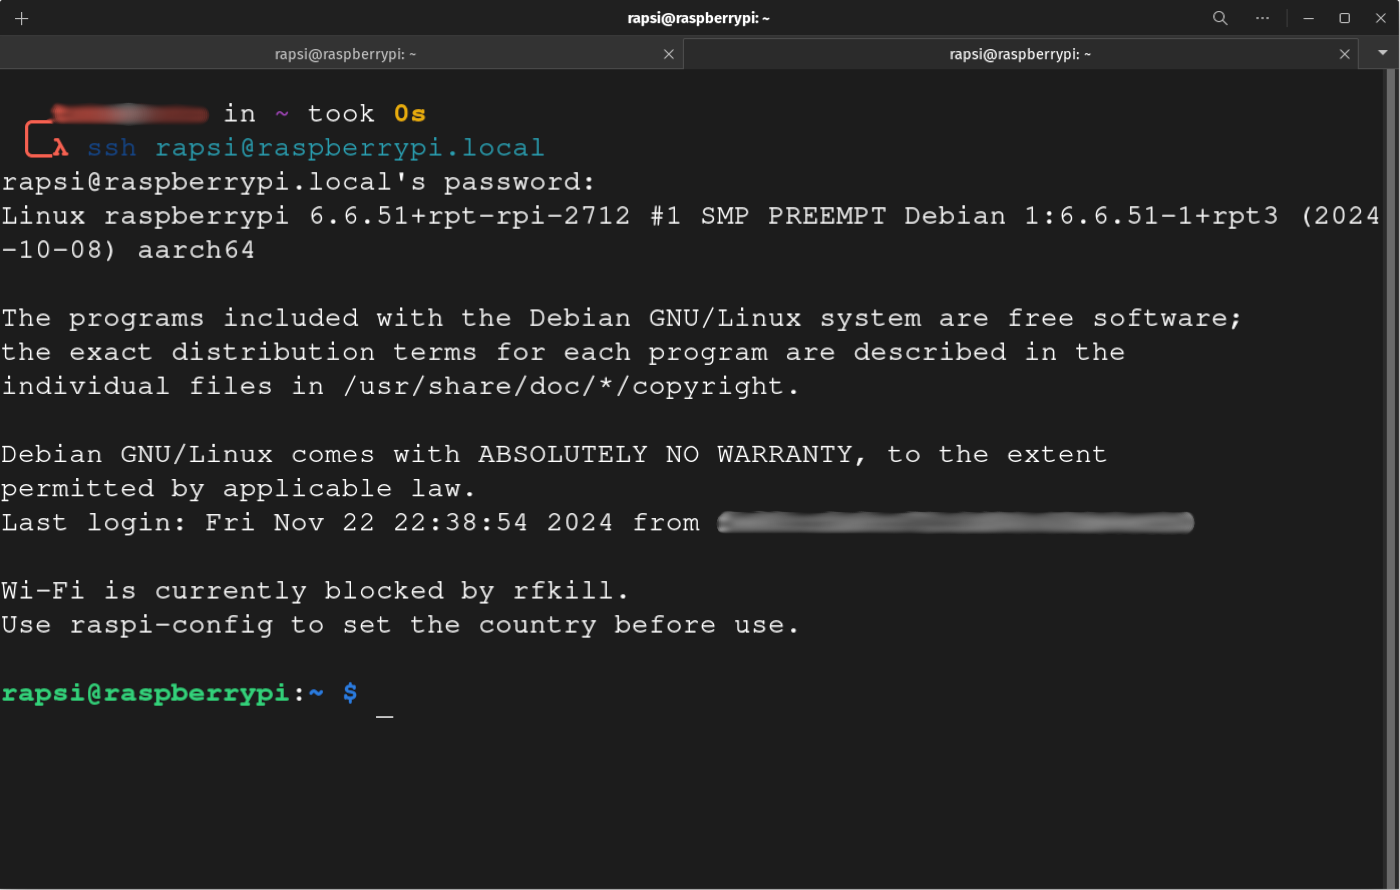 rapsi@raspberrypi: ~
rapsi@raspberrypi: ~
rapsi@raspberrypi: ~
in ~ took 0s
λ ssh rapsi@raspberrypi.local
rapsi@raspberrypi.local's password:
Linux raspberrypi 6.6.51+rpt-rpi-2712 #1 SMP PREEMPT Debian 1:6.6.51-1+rpt3 (2024
-10-08) aarch64
The programs included with the Debian GNU/Linux system are free software;
the exact distribution terms for each program are described in the
individual files in /usr/share/doc/*/copyright.
Debian GNU/Linux comes with ABSOLUTELY NO WARRANTY, to the extent
permitted by applicable law.
Last login: Fri Nov 22 22:38:54 2024 from
Wi-Fi is currently blocked by rfkill.
Use raspi-config to set the country before use.
rapsi@raspberrypi:~ $